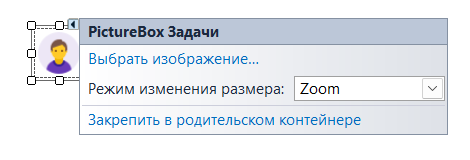 PictureBox Задачи
Выбрать изображение...
Режим изменения размера: Zoom
Закрепить в родительском контейнере